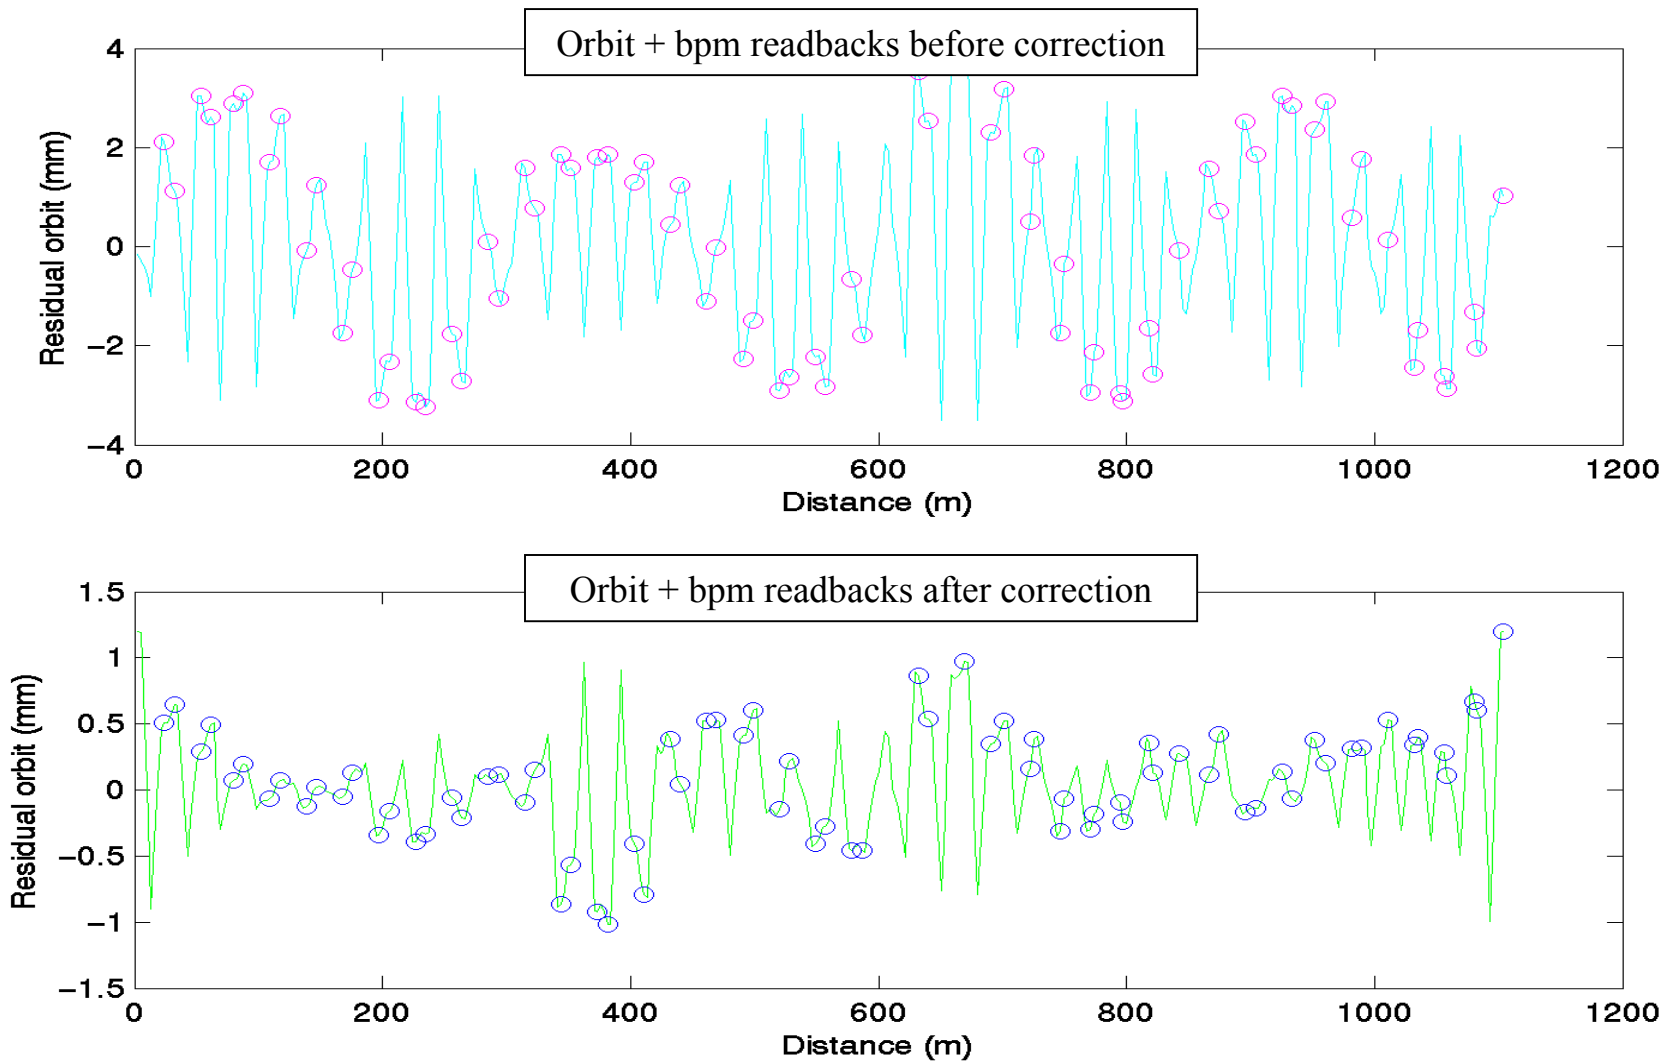 Orbit + bpm readbacks before correction
4
2
0
−2
−4
Residual orbit (mm)
0 200 400 600 800 1000 1200
Distance (m)
Orbit + bpm readbacks after correction
1.5
1
0.5
0
−0.5
−1
−1.5
Residual orbit (mm)
0 200 400 600 800 1000 1200
Distance (m)